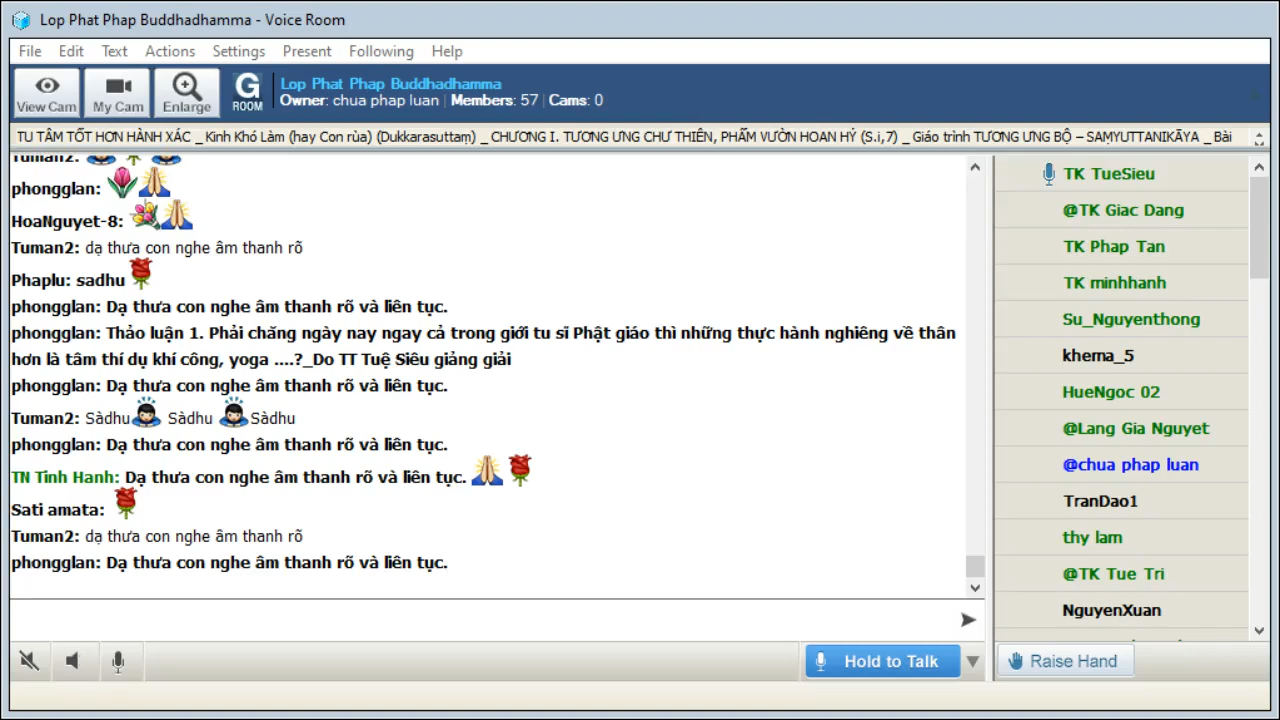 Lop Phat Phap Buddhadhamma - Voice Room
File Edit Text Actions Settings Present Following Help
View Cam My Cam Enlarge G ROOM
Lop Phat Phap Buddhadhamma
Owner: chua phap luan | Members: 57 | Cams: 0
TU TÂM TỐT HƠN HÀNH XÁC _Kinh Khó Làm (hay Con rùa) (Dukkarasuttaṃ) _CHƯƠNG I. TƯƠNG ƯNG CHƯ THIÊN, PHẨM VƯỜN HOAN HỶ (S.i,7) _ Giáo trình TƯƠNG ƯNG BỘ – SAṂYUTTANIKĀYA _ Bài
Tuman2:
phongglan:
HoaNguyet-8:
Tuman2: dạ thưa con nghe âm thanh rõ
Phaplu: sadhu
phongglan: Dạ thưa con nghe âm thanh rõ và liên tục.
phongglan: Thảo luận 1. Phải chăng ngày nay ngay cả trong giới tu sĩ Phật giáo thì những thực hành nghiêng về thân
hơn là tâm thí dụ khí công, yoga ....?_Do TT Tuệ Siêu giảng giải
phongglan: Dạ thưa con nghe âm thanh rõ và liên tục.
Tuman2: Sàdhu Sàdhu Sàdhu
phongglan: Dạ thưa con nghe âm thanh rõ và liên tục.
TN Tinh Hanh: Dạ thưa con nghe âm thanh rõ và liên tục.
Sati amata:
Tuman2: dạ thưa con nghe âm thanh rõ
phongglan: Dạ thưa con nghe âm thanh rõ và liên tục.
TK TueSieu
@TK Giac Dang
TK Phap Tan
TK minhhanh
Su_Nguyenthong
khema_5
HueNgoc 02
@Lang Gia Nguyet
@chua phap luan
TranDao1
thy lam
@TK Tue Tri
NguyenXuan
Hold to Talk
Raise Hand